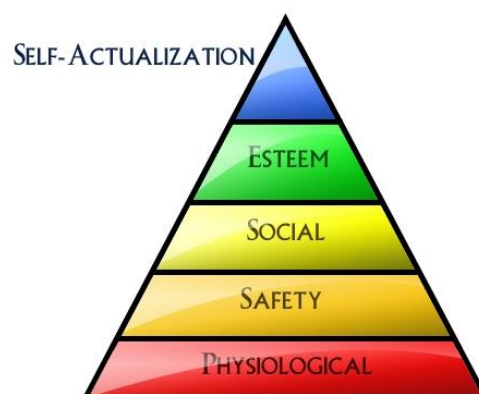 Self-Actualization
Esteem
Social
Safety
Physiological